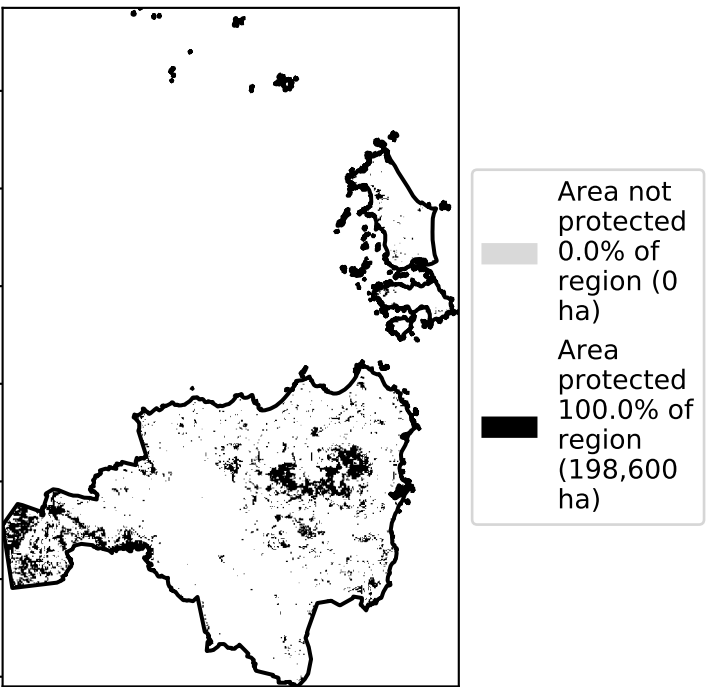 Area not
protected
0.0% of
region (0
ha)
Area
protected
100.0% of
region
(198,600
ha)